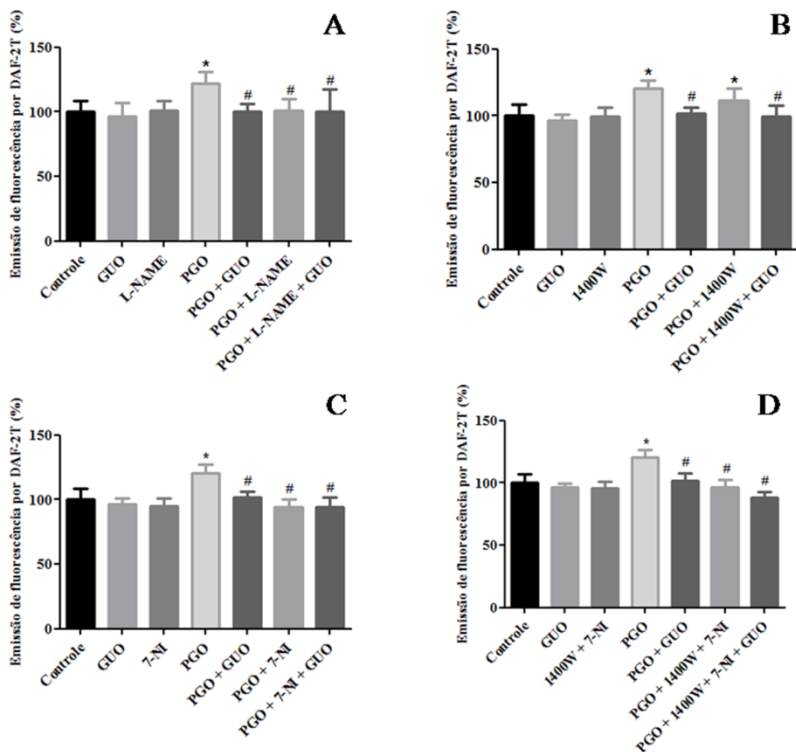 A
Emissão de fluorescência por DAF-2T (%)
150
100
50
0
*
#
#
#
Controle
GUO
L-NAME
PGO
PGO + GUO
PGO + L-NAME
PGO + L-NAME + GUO
B
Emissão de fluorescência por DAF-2T (%)
150
100
50
0
*
#
*
#
Controle
GUO
1400W
PGO
PGO + GUO
PGO + 1400W
PGO + 1400W + GUO
C
Emissão de fluorescência por DAF-2T (%)
150
100
50
0
*
#
#
#
Controle
GUO
7-NI
PGO
PGO + GUO
PGO + 7-NI
PGO + 7-NI + GUO
D
Emissão de fluorescência por DAF-2T (%)
150
100
50
0
*
#
#
#
Controle
GUO
1400W + 7-NI
PGO
PGO + GUO
PGO + 1400W + 7-NI
PGO + 1400W + 7-NI + GUO